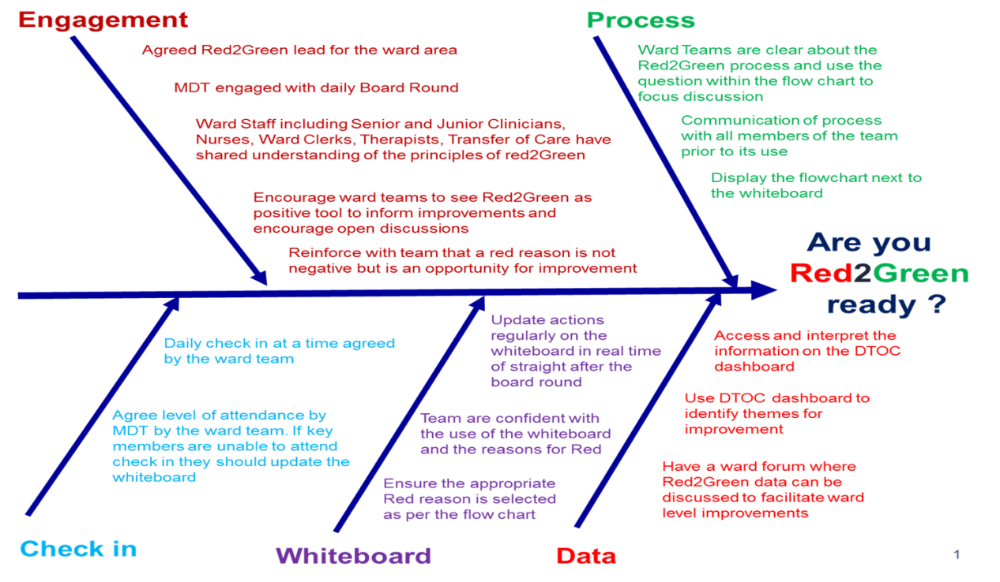 Engagement
Agreed Red2Green lead for the ward area
MDT engaged with daily Board Round
Ward Staff including Senior and Junior Clinicians,
Nurses, Ward Clerks, Therapists, Transfer of Care have
shared understanding of the principles of red2Green
Encourage ward teams to see Red2Green as
positive tool to inform improvements and
encourage open discussions
Reinforce with team that a red reason is not
negative but is an opportunity for improvement
Process
Ward Teams are clear about the
Red2Green process and use the
question within the flow chart to
focus discussion
Communication of process
with all members of the team
prior to its use
Display the flowchart next to
the whiteboard
Are you
Red2Green
ready ?
Daily check in at a time agreed
by the ward team
Agree level of attendance by
MDT by the ward team. If key
members are unable to attend
check in they should update the
whiteboard
Check in
Update actions
regularly on the
whiteboard in real time
of straight after the
board round
Team are confident with
the use of the whiteboard
and the reasons for Red
Ensure the appropriate
Red reason is selected
as per the flow chart
Whiteboard
Access and interpret the
information on the DTOC
dashboard
Use DTOC dashboard to
identify themes for
improvement
Have a ward forum where
Red2Green data can be
discussed to facilitate ward
level improvements
Data
1